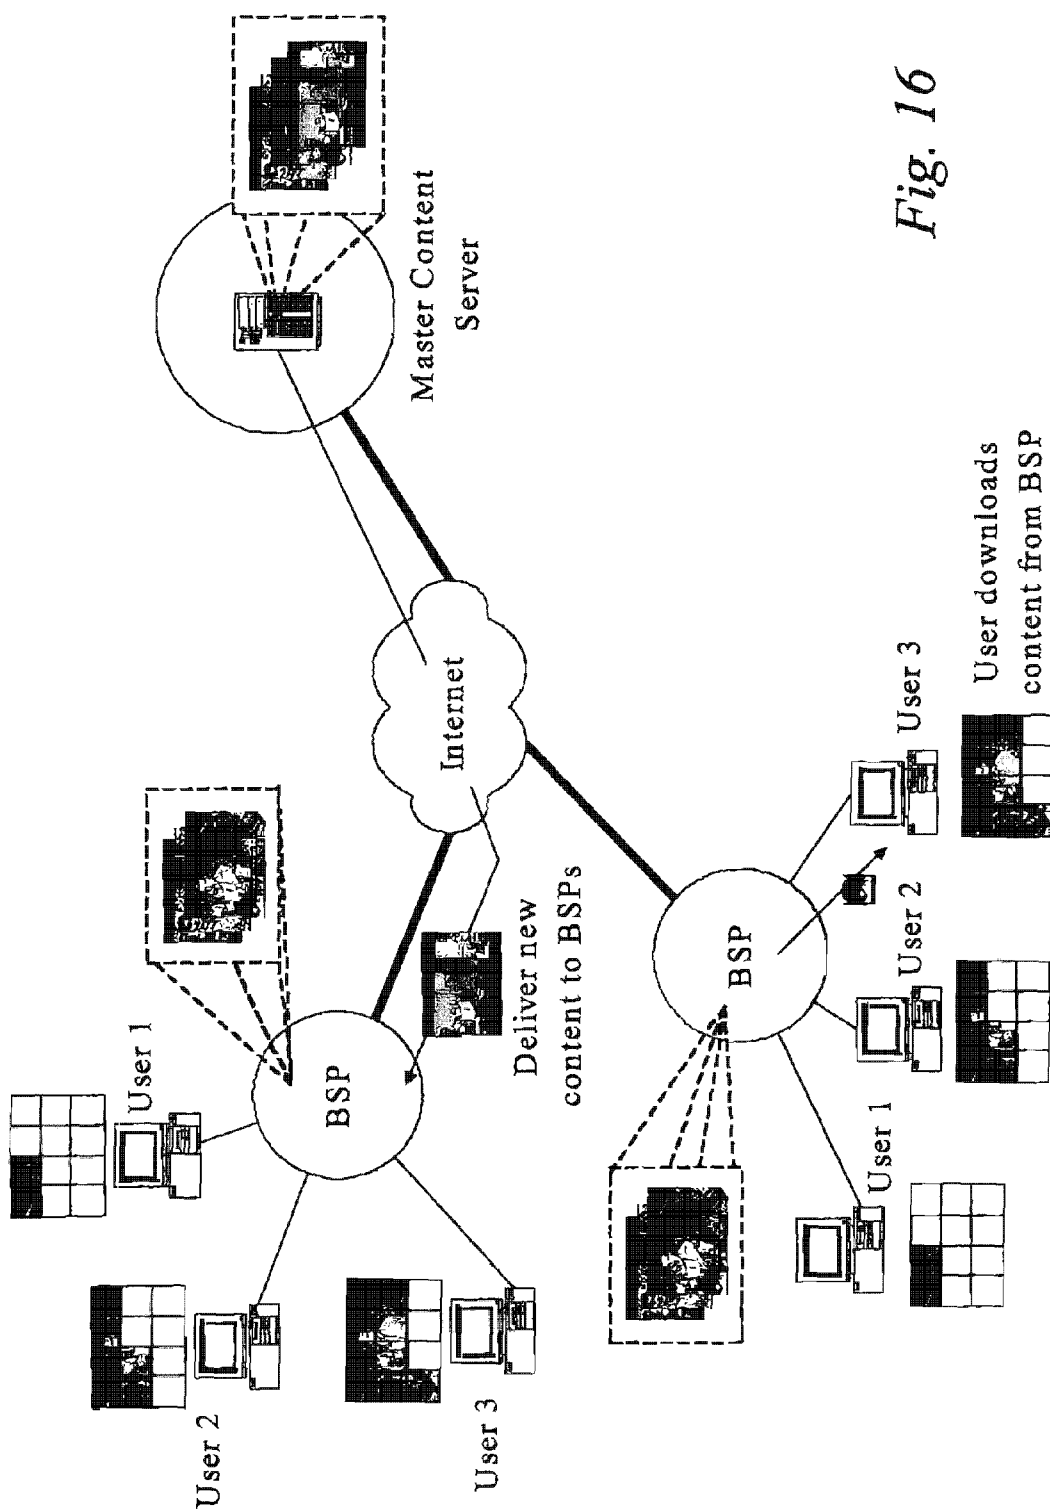 User 1
User 2
User 3
BSP
Deliver new
content to BSPs
Internet
Master Content
Server
BSP
User 1
User 2
User 3
User downloads
content from BSP
Fig. 16